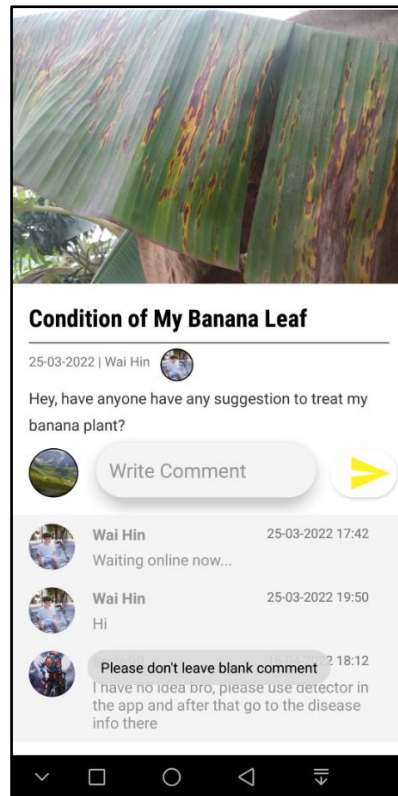 Condition of My Banana Leaf
25-03-2022 | Wai Hin
Hey, have anyone have any suggestion to treat my
banana plant?
Write Comment
Wai Hin 25-03-2022 17:42
Waiting online now...
Wai Hin 25-03-2022 19:50
Hi
2 18:12
Please don't leave blank comment
I have no idea bro, please use detector in
the app and after that go to the disease
info there